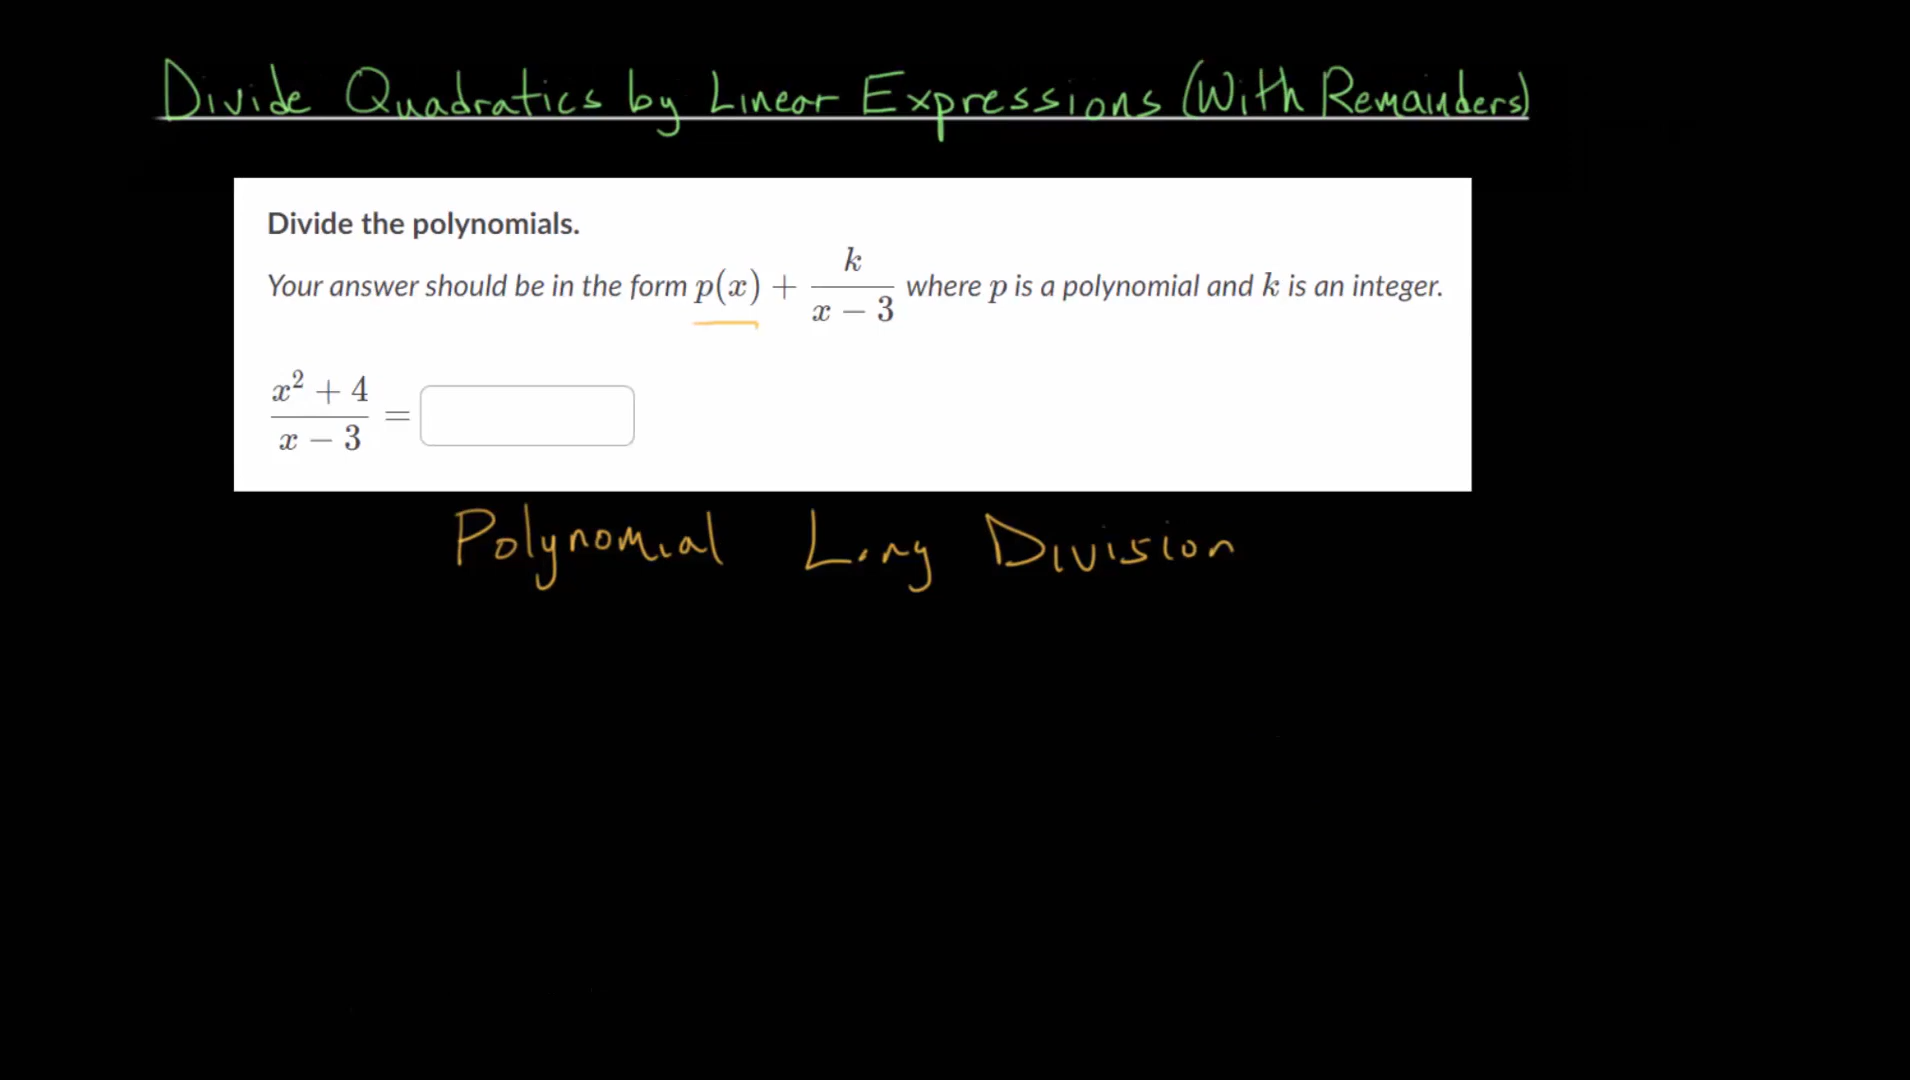 Divide Quadratics by Linear Expressions (With Remainders)
Divide the polynomials.
Your answer should be in the form p(x) + k/(x − 3) where p is a polynomial and k is an integer.
(x² + 4)/(x − 3) =
Polynomial Long Division